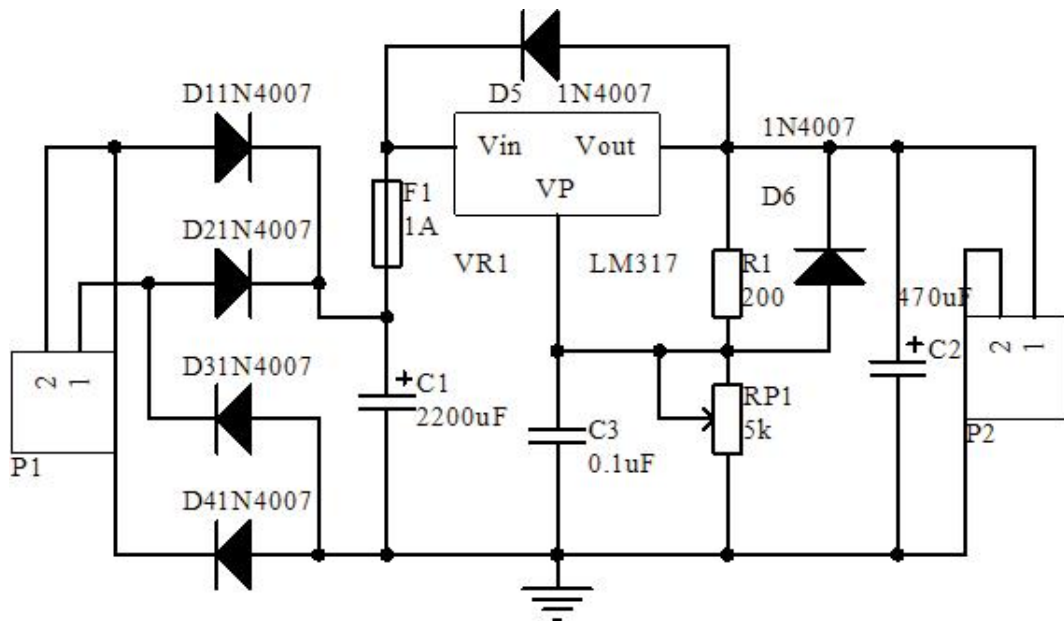 D5 1N4007
D11N4007
1N4007
Vin Vout
VP
F1
1A
D6
D21N4007
VR1 LM317
R1
200
470uF
C2
2 1
P1
2 1
P2
D31N4007
C1
2200uF
RP1
5k
C3
0.1uF
D41N4007